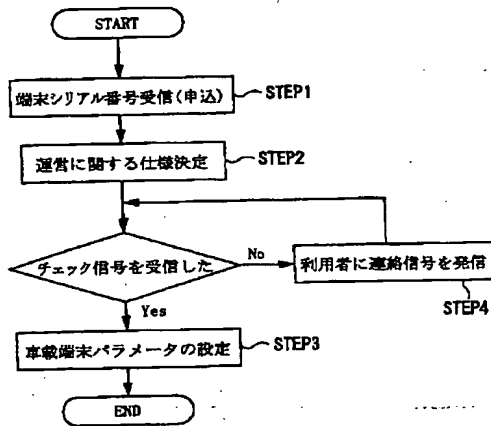 START
端末シリアル番号受信(申込)
STEP1
運営に関する仕様決定
STEP2
チェック信号を受信した
No
利用者に連絡信号を発信
STEP4
Yes
車載端末パラメータの設定
STEP3
END